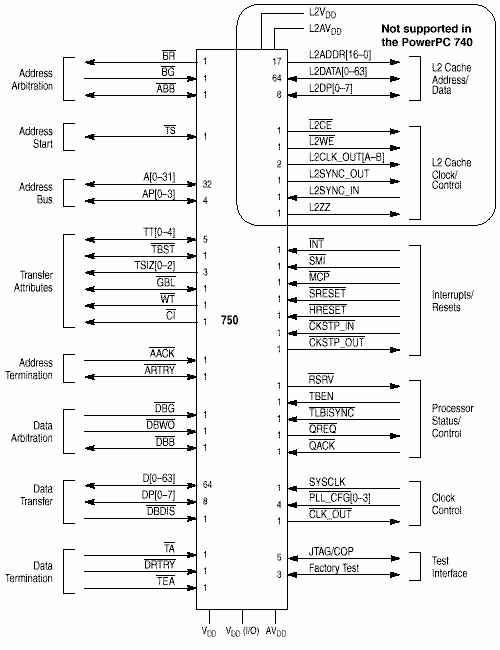 L2VDD
L2AVDD
Not supported in
the PowerPC 740
Address
Arbitration
BR 1
BG 1
ABB 1
Address
Start
TS 1
Address
Bus
A[0–31] 32
AP[0–3] 4
Transfer
Attributes
TT[0–4] 5
TBST 1
TSIZ[0–2] 3
GBL 1
WT 1
CI 1
Address
Termination
AACK 1
ARTRY 1
Data
Arbitration
DBG 1
DBWO 1
DBB 1
Data
Transfer
D[0–63] 64
DP[0–7] 8
DBDIS 1
Data
Termination
TA 1
DRTRY 1
TEA 1
750
17 L2ADDR[16–0]
64 L2DATA[0–63]
8 L2DP[0–7]
L2 Cache
Address/
Data
1 L2CE
1 L2WE
2 L2CLK_OUT[A–B]
1 L2SYNC_OUT
1 L2SYNC_IN
1 L2ZZ
L2 Cache
Clock/
Control
1 INT
1 SMI
1 MCP
1 SRESET
1 HRESET
1 CKSTP_IN
1 CKSTP_OUT
Interrupts/
Resets
1 RSRV
1 TBEN
1 TLBISYNC
1 QREQ
1 QACK
Processor
Status/
Control
1 SYSCLK
4 PLL_CFG[0–3]
1 CLK_OUT
Clock
Control
5 JTAG/COP
3 Factory Test
Test
Interface
VDD VDD (I/O) AVDD